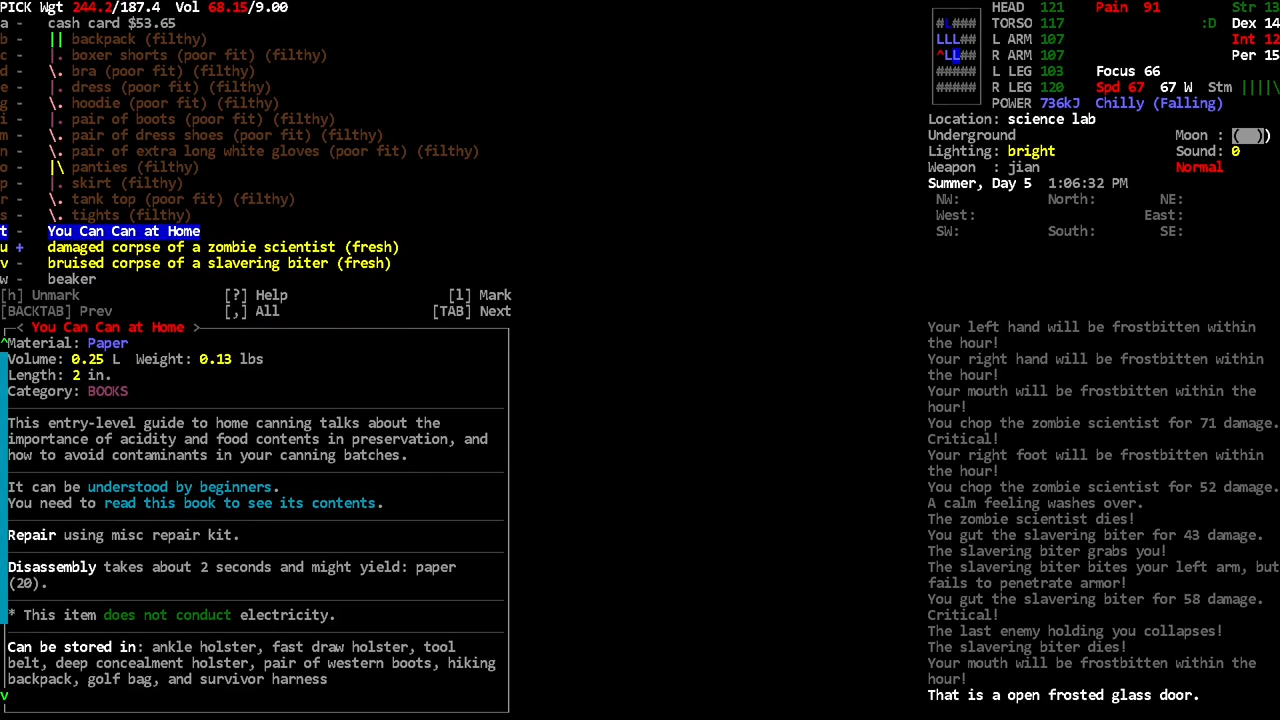 PICK Wgt 244.2/187.4  Vol 68.15/9.00
a -   cash card $53.65
b -   || backpack (filthy)
c -   |. boxer shorts (poor fit) (filthy)
d -   \. bra (poor fit) (filthy)
e -   |. dress (poor fit) (filthy)
g -   \. hoodie (poor fit) (filthy)
i -   |. pair of boots (poor fit) (filthy)
m -   \. pair of dress shoes (poor fit) (filthy)
n -   \. pair of extra long white gloves (poor fit) (filthy)
o -   |\ panties (filthy)
p -   |. skirt (filthy)
r -   \. tank top (poor fit) (filthy)
s -   \. tights (filthy)
t -   You Can Can at Home
u +   damaged corpse of a zombie scientist (fresh)
v -   bruised corpse of a slavering biter (fresh)
w -   beaker
[h] Unmark   [?] Help   [l] Mark
[BACKTAB] Prev   [,] All   [TAB] Next
< You Can Can at Home >
^Material: Paper
Volume: 0.25 L  Weight: 0.13 lbs
Length: 2 in.
Category: BOOKS
This entry-level guide to home canning talks about the
importance of acidity and food contents in preservation, and
how to avoid contaminants in your canning batches.
It can be understood by beginners.
You need to read this book to see its contents.
Repair using misc repair kit.
Disassembly takes about 2 seconds and might yield: paper
(20).
* This item does not conduct electricity.
Can be stored in: ankle holster, fast draw holster, tool
belt, deep concealment holster, pair of western boots, hiking
backpack, golf bag, and survivor harness
v
HEAD 121   Pain 91   Str 13
#L###   TORSO 117   :D   Dex 14
LLL##   L ARM 107   Int 12
^LL##   R ARM 107   Per 15
#####   L LEG 103   Focus 66
#####   R LEG 120   Spd 67  67 W  Stm ||||\
POWER 736kJ  Chilly (Falling)
Location: science lab
Underground   Moon : (  ))
Lighting: bright   Sound: 0
Weapon  : jian   Normal
Summer, Day 5  1:06:32 PM
NW:   North:   NE:
West:   East:
SW:   South:   SE:
Your left hand will be frostbitten within
the hour!
Your right hand will be frostbitten within
the hour!
Your mouth will be frostbitten within the
hour!
You chop the zombie scientist for 71 damage.
Critical!
Your right foot will be frostbitten within
the hour!
You chop the zombie scientist for 52 damage.
A calm feeling washes over.
The zombie scientist dies!
You gut the slavering biter for 43 damage.
The slavering biter grabs you!
The slavering biter bites your left arm, but
fails to penetrate armor!
You gut the slavering biter for 58 damage.
Critical!
The last enemy holding you collapses!
The slavering biter dies!
Your mouth will be frostbitten within the
hour!
That is a open frosted glass door.